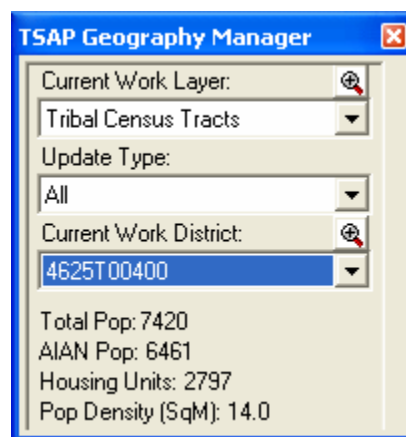 TSAP Geography Manager
Current Work Layer:
Tribal Census Tracts
Update Type:
All
Current Work District:
4625T00400
Total Pop: 7420
AIAN Pop: 6461
Housing Units: 2797
Pop Density (SqM): 14.0